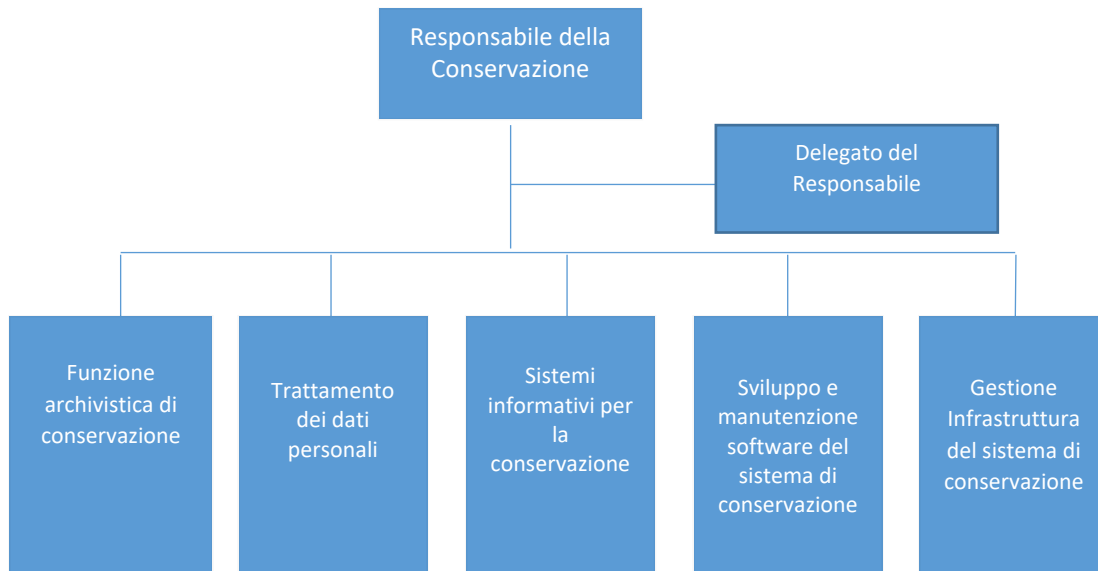 Responsabile della
Conservazione
Delegato del
Responsabile
Funzione
archivistica di
conservazione
Trattamento
dei dati
personali
Sistemi
informativi per
la
conservazione
Sviluppo e
manutenzione
software del
sistema di
conservazione
Gestione
Infrastruttura
del sistema di
conservazione